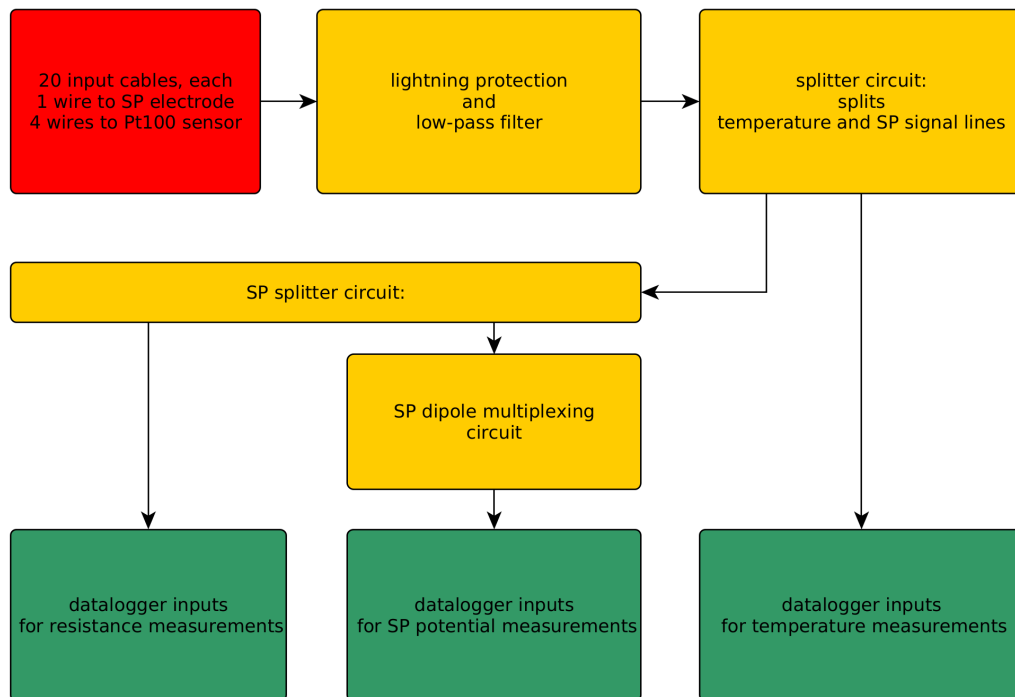 20 input cables, each
1 wire to SP electrode
4 wires to Pt100 sensor
lightning protection
and
low-pass filter
splitter circuit:
splits
temperature and SP signal lines
SP splitter circuit:
SP dipole multiplexing
circuit
datalogger inputs
for resistance measurements
datalogger inputs
for SP potential measurements
datalogger inputs
for temperature measurements